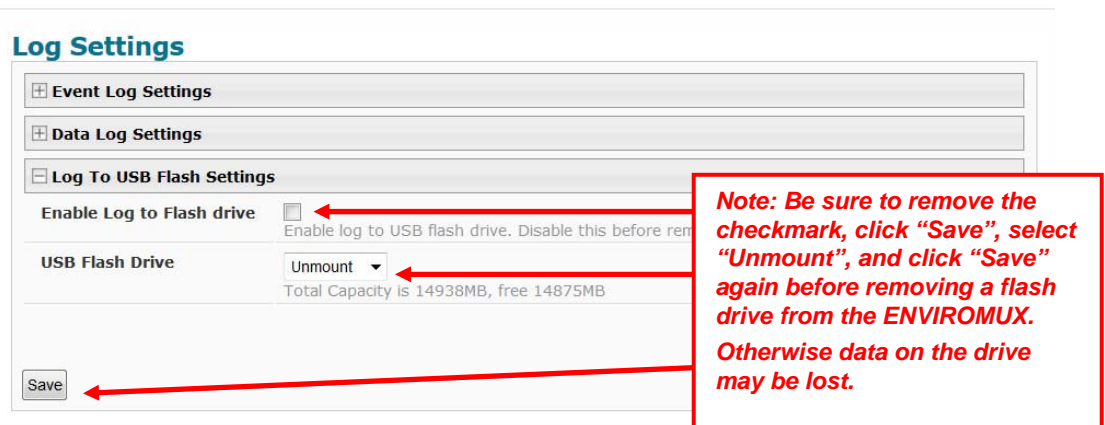 Log Settings
Event Log Settings
Data Log Settings
Log To USB Flash Settings
Enable Log to Flash drive
Enable log to USB flash drive. Disable this before
USB Flash Drive
Unmount
Total Capacity is 14938MB, free 14875MB
Save
Note: Be sure to remove the
checkmark, click “Save”, select
“Unmount”, and click “Save”
again before removing a flash
drive from the ENVIROMUX.
Otherwise data on the drive
may be lost.